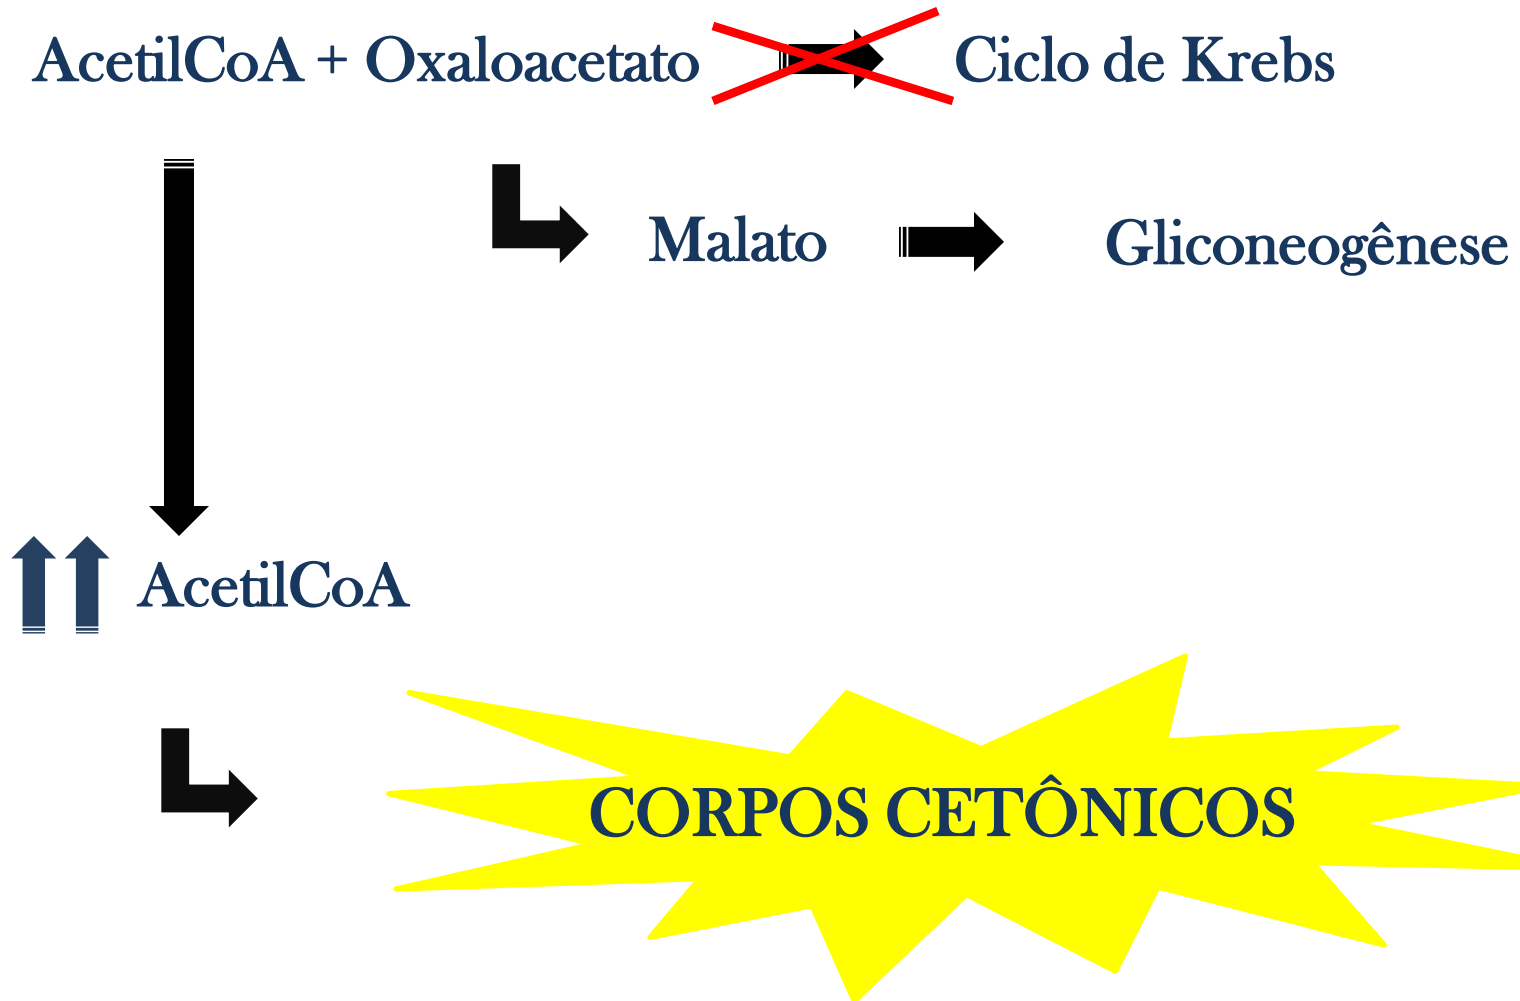 AcetilCoA + Oxaloacetato Ciclo de Krebs
Malato Gliconeogênese
AcetilCoA
CORPOS CETÔNICOS